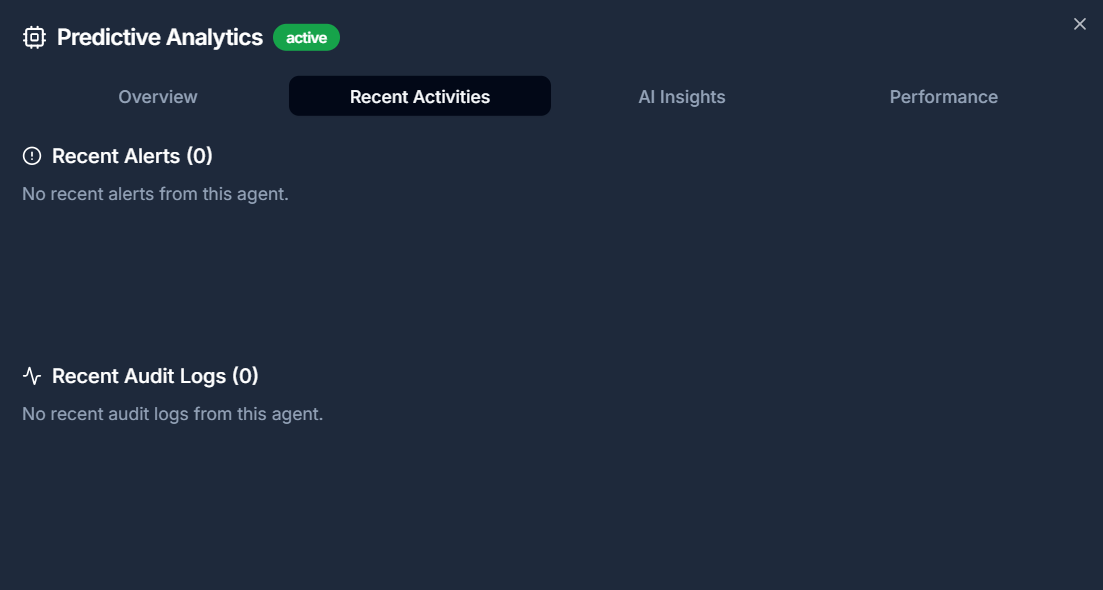 Predictive Analytics active
Overview Recent Activities AI Insights Performance
Recent Alerts (0)
No recent alerts from this agent.
Recent Audit Logs (0)
No recent audit logs from this agent.